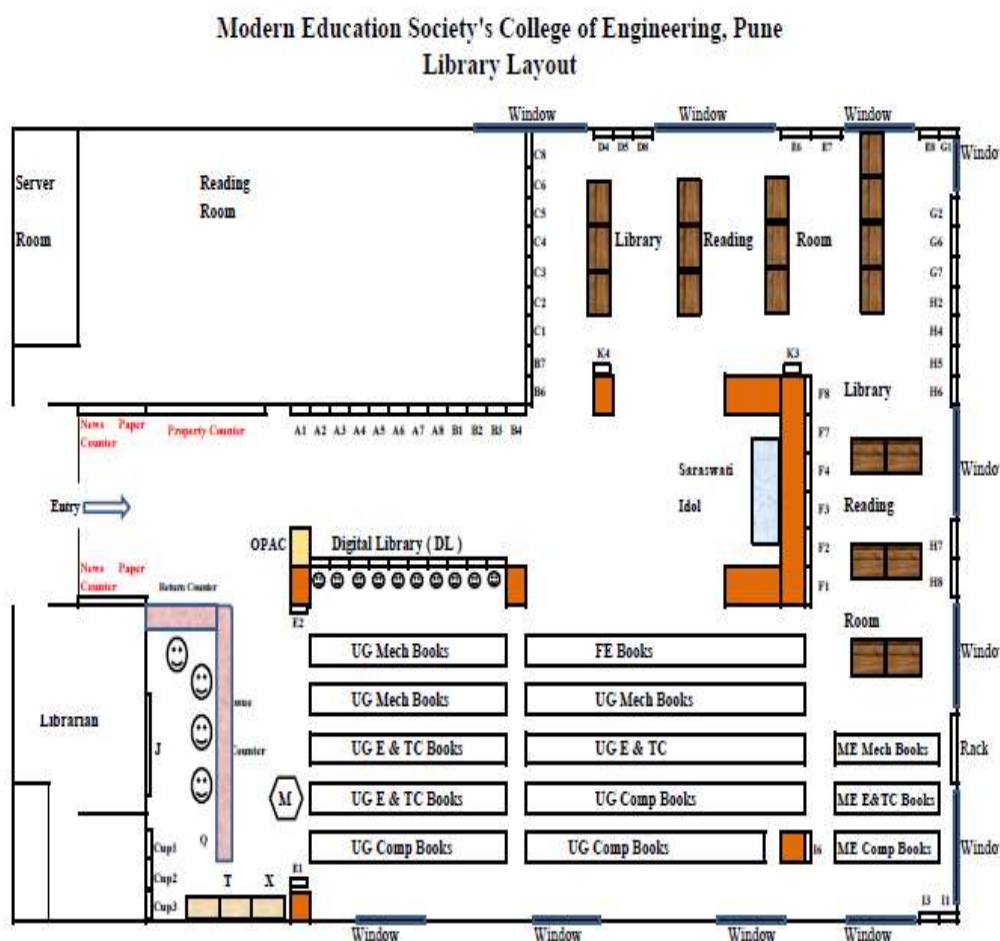 Modern Education Society's College of Engineering, Pune
Library Layout
Window Window Window
D4 D5 D8 E6 E7 E8 G1
Window
Server
Room
Reading
Room
C8
C6
C5
C4
C3
C2
C1
B7
B6
Library Reading Room
G2
G6
G7
H2
H4
H5
H6
K4 K3
News Paper
Counter
Property Counter
A1 A2 A3 A4 A5 A6 A7 A8 B1 B2 B3 B4
F8
F7
F4
F3
F2
F1
Library
Reading
Room
Saraswati
Idol
Window
H7
H8
Entry
OPAC
Digital Library ( DL )
News Paper
Counter
Return Counter
E2
UG Mech Books FE Books
Window
UG Mech Books UG Mech Books
Librarian
J
Counter
UG E & TC Books UG E & TC ME Mech Books Rack
M
UG E & TC Books UG Comp Books ME E&TC BOOKS
Q
Cup1
UG Comp Books UG Comp Books I6 ME Comp Books Window
Cup2
T X
E1
Cup3
I3 I1
Window Window Window Window